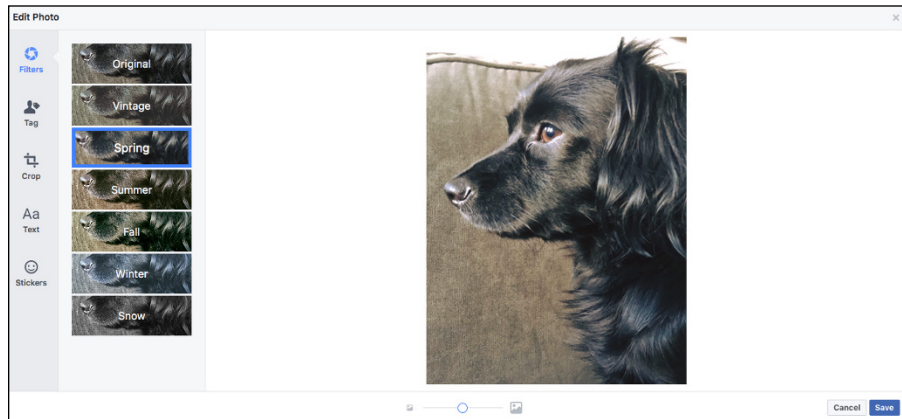 Edit Photo
Filters
Tag
Crop
Aa
Text
Stickers
Original
Vintage
Spring
Summer
Fall
Winter
Snow
Cancel
Save